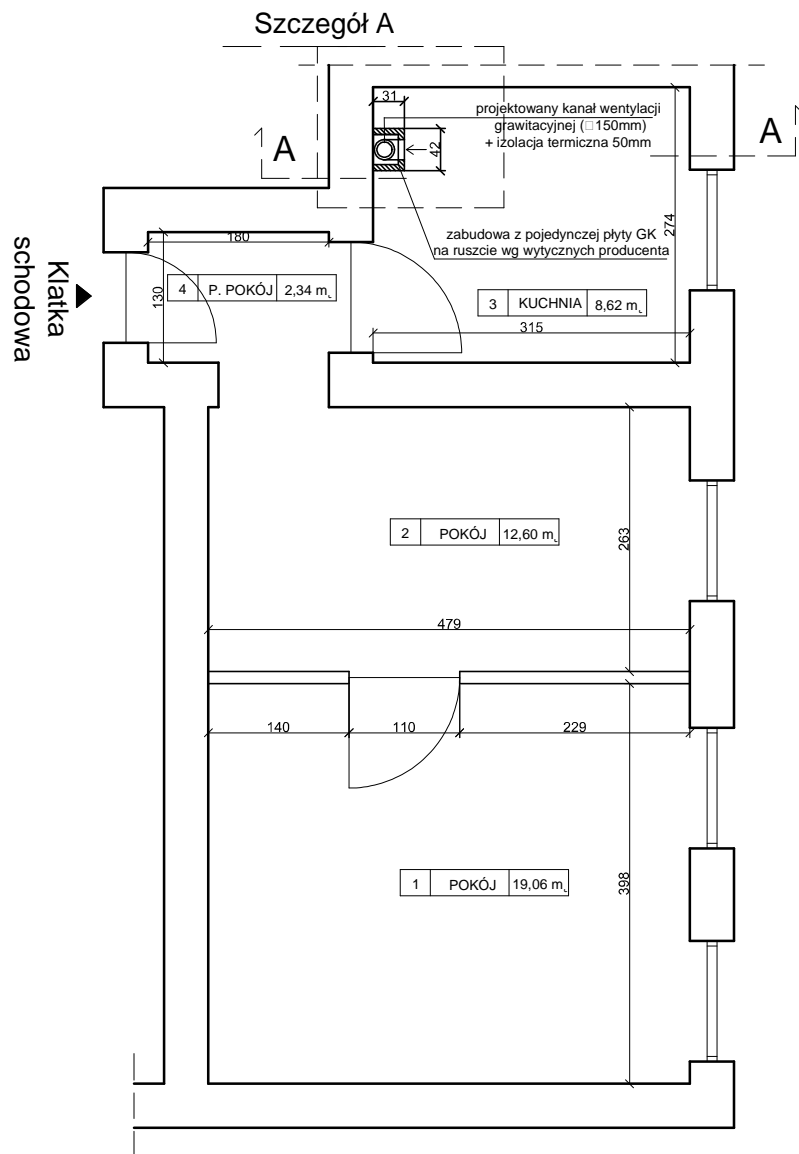 Szczegół A
31
projektowany kanał wentylacji
grawitacyjnej (□150mm)
+ izolacja termiczna 50mm
A
A
42
274
zabudowa z pojedynczej płyty GK
na ruszcie wg wytycznych producenta
180
Klatka
schodowa
130
4 P. POKÓJ 2,34 m
3 KUCHNIA 8,62 m
315
2 POKÓJ 12,60 m
263
479
140
110
229
1 POKÓJ 19,06 m
398